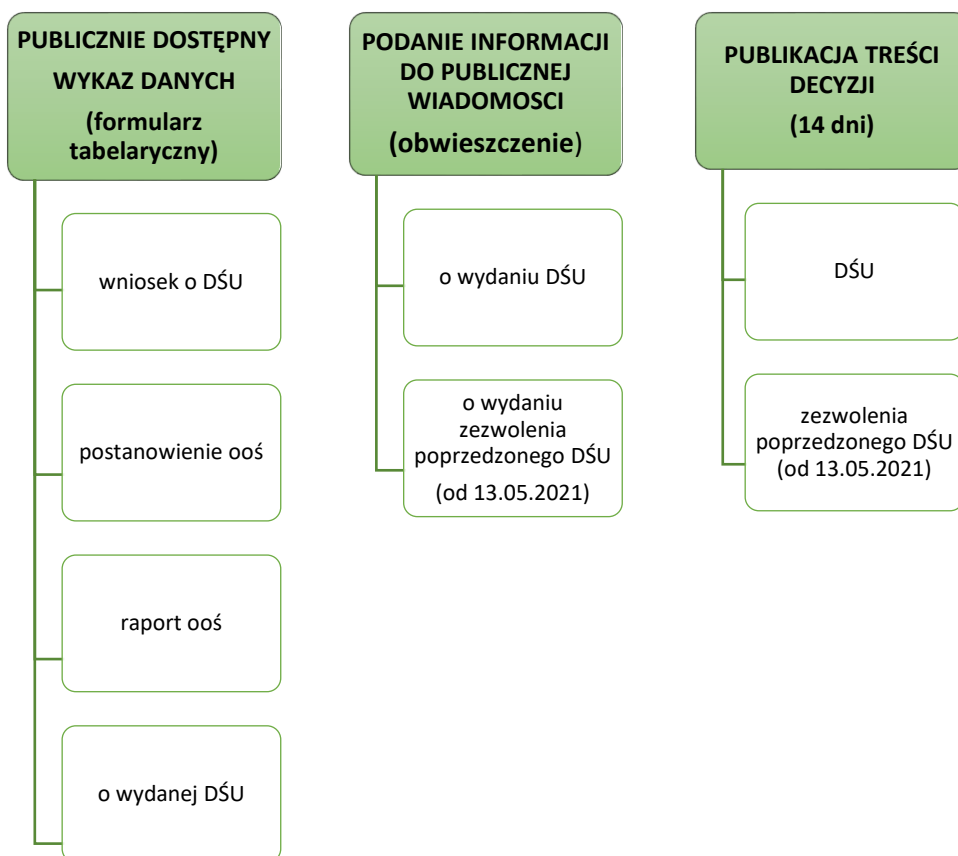 PUBLICZNIE DOSTĘPNY
WYKAZ DANYCH
(formularz
tabelaryczny)
wniosek o DŚU
postanowienie ooś
raport ooś
o wydanej DŚU
PODANIE INFORMACJI
DO PUBLICZNEJ
WIADOMOSCI
(obwieszczenie)
o wydaniu DŚU
o wydaniu
zezwolenia
poprzedzonego DŚU
(od 13.05.2021)
PUBLIKACJA TREŚCI
DECYZJI
(14 dni)
DŚU
zezwolenia
poprzedzonego DŚU
(od 13.05.2021)